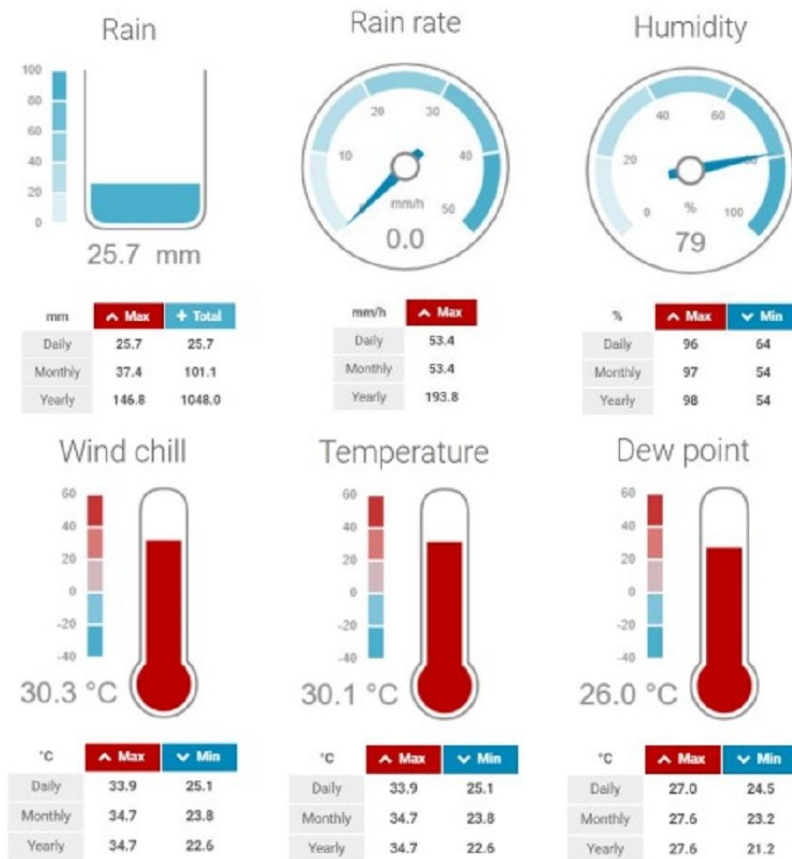 Rain
100
80
60
40
20
0
25.7 mm
mm Max Total
Daily 25.7 25.7
Monthly 37.4 101.1
Yearly 146.8 1048.0
Rain rate
20 30
10 40
0 50
mm/h
0.0
mm/h Max
Daily 53.4
Monthly 53.4
Yearly 193.8
Humidity
40 60
20 80
0 100
%
79
% Max Min
Daily 96 64
Monthly 97 54
Yearly 98 54
Wind chill
60
40
20
0
-20
-40
30.3 °C
°C Max Min
Daily 33.9 25.1
Monthly 34.7 23.8
Yearly 34.7 22.6
Temperature
60
40
20
0
-20
-40
30.1 °C
°C Max Min
Daily 33.9 25.1
Monthly 34.7 23.8
Yearly 34.7 22.6
Dew point
60
40
20
0
-20
-40
26.0 °C
°C Max Min
Daily 27.0 24.5
Monthly 27.6 23.2
Yearly 27.6 21.2